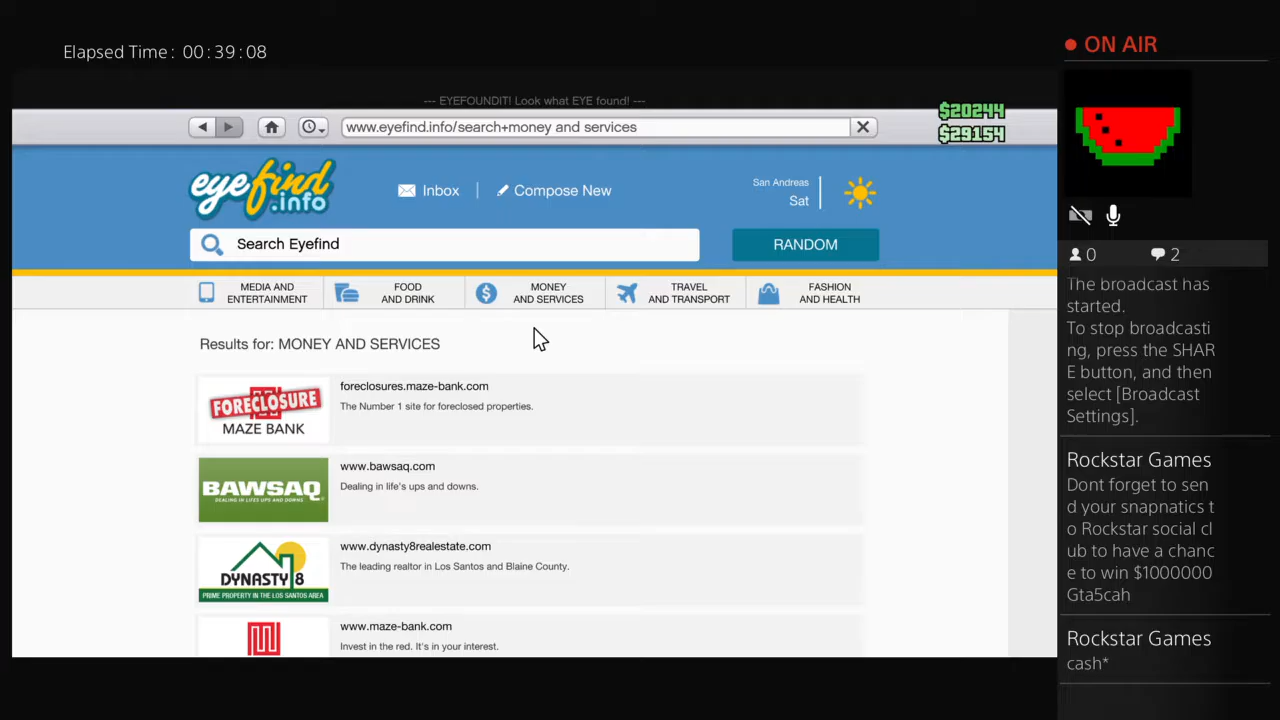 Elapsed Time: 00:39:08
--- EYEFOUNDIT! Look what EYE found! ---
www.eyefind.info/search+money and services
$20244
$29154
eyefind
.info
Inbox
Compose New
San Andreas
Sat
Search Eyefind
RANDOM
MEDIA AND
ENTERTAINMENT
FOOD
AND DRINK
MONEY
AND SERVICES
TRAVEL
AND TRANSPORT
FASHION
AND HEALTH
Results for: MONEY AND SERVICES
FORECLOSURE
MAZE BANK
foreclosures.maze-bank.com
The Number 1 site for foreclosed properties.
BAWSAQ
DEALING IN LIFE'S UPS AND DOWNS
www.bawsaq.com
Dealing in life's ups and downs.
DYNASTY 8
PRIME PROPERTY IN THE LOS SANTOS AREA
www.dynasty8realestate.com
The leading realtor in Los Santos and Blaine County.
www.maze-bank.com
Invest in the red. It's in your interest.
ON AIR
0
2
The broadcast has
started.
To stop broadcasti
ng, press the SHAR
E button, and then
select [Broadcast
Settings].
Rockstar Games
Dont forget to sen
d your snapnatics t
o Rockstar social cl
ub to have a chanc
e to win $1000000
Gta5cah
Rockstar Games
cash*